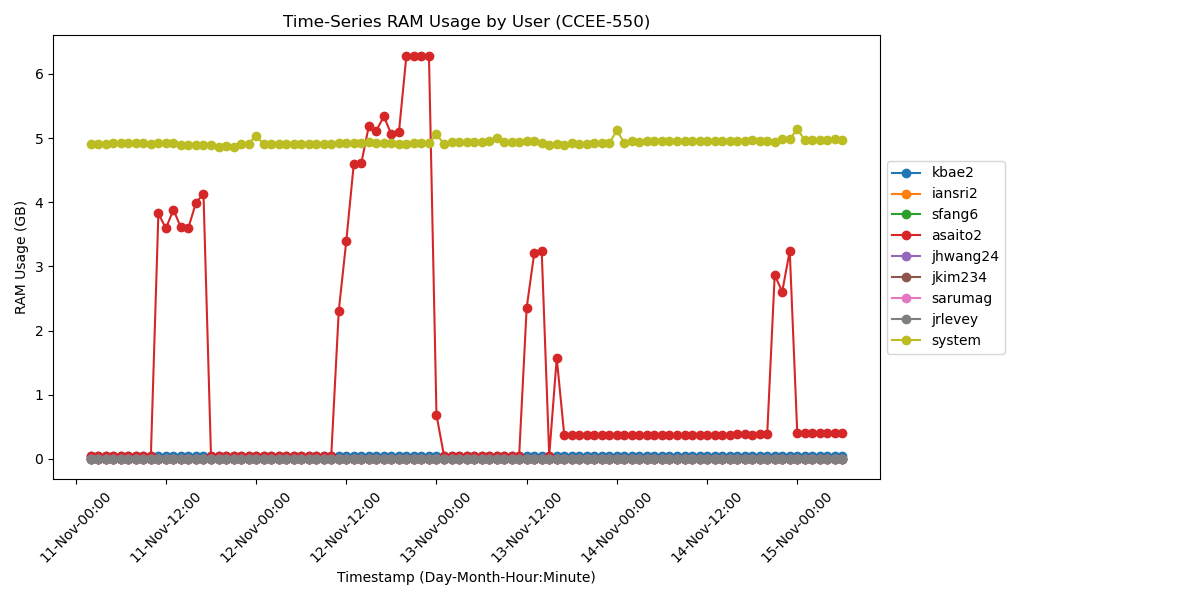 Time-Series RAM Usage by User (CCEE-550)
RAM Usage (GB)
6
5
4
3
2
1
0
11-Nov-00:00
11-Nov-12:00
12-Nov-00:00
12-Nov-12:00
13-Nov-00:00
13-Nov-12:00
14-Nov-00:00
14-Nov-12:00
15-Nov-00:00
Timestamp (Day-Month-Hour:Minute)
kbae2
iansri2
sfang6
asaito2
jhwang24
jkim234
sarumag
jrlevey
system